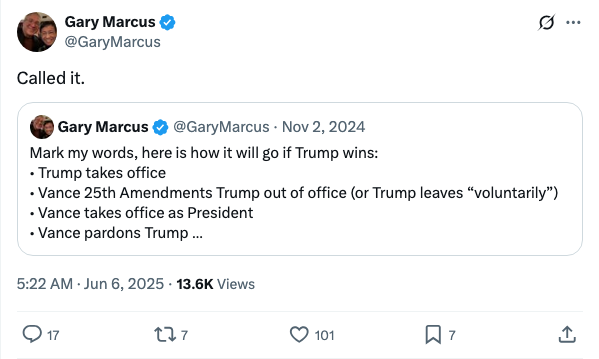 Gary Marcus
@GaryMarcus
Called it.
Gary Marcus @GaryMarcus · Nov 2, 2024
Mark my words, here is how it will go if Trump wins:
• Trump takes office
• Vance 25th Amendments Trump out of office (or Trump leaves “voluntarily”)
• Vance takes office as President
• Vance pardons Trump ...
5:22 AM · Jun 6, 2025 · 13.6K Views
17 7 101 7